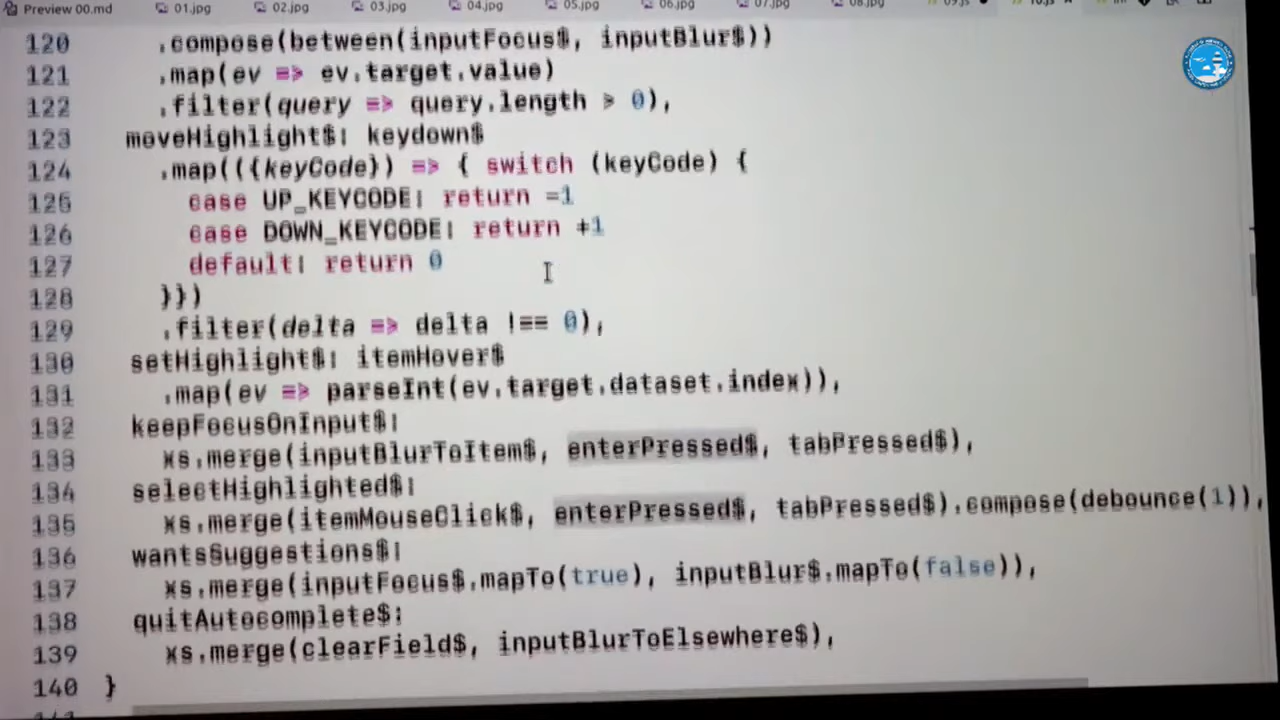 Preview 00.md 01.jpg 02.jpg 03.jpg 04.jpg 05.jpg 06.jpg 07.jpg 08.jpg
120 .compose(between(inputFocus$, inputBlur$))
121 .map(ev => ev.target.value)
122 .filter(query => query.length > 0),
123 moveHighlight$: keydown$
124 .map(({keyCode}) => { switch (keyCode) {
125 case UP_KEYCODE: return -1
126 case DOWN_KEYCODE: return +1
127 default: return 0
128 }})
129 .filter(delta => delta !== 0),
130 setHighlight$: itemHover$
131 .map(ev => parseInt(ev.target.dataset.index)),
132 keepFocusOnInput$:
133 xs.merge(inputBlurToItem$, enterPressed$, tabPressed$),
134 selectHighlighted$:
135 xs.merge(itemMouseClick$, enterPressed$, tabPressed$).compose(debounce(1)),
136 wantsSuggestions$:
137 xs.merge(inputFocus$.mapTo(true), inputBlur$.mapTo(false)),
138 quitAutocomplete$:
139 xs.merge(clearField$, inputBlurToElsewhere$),
140 }